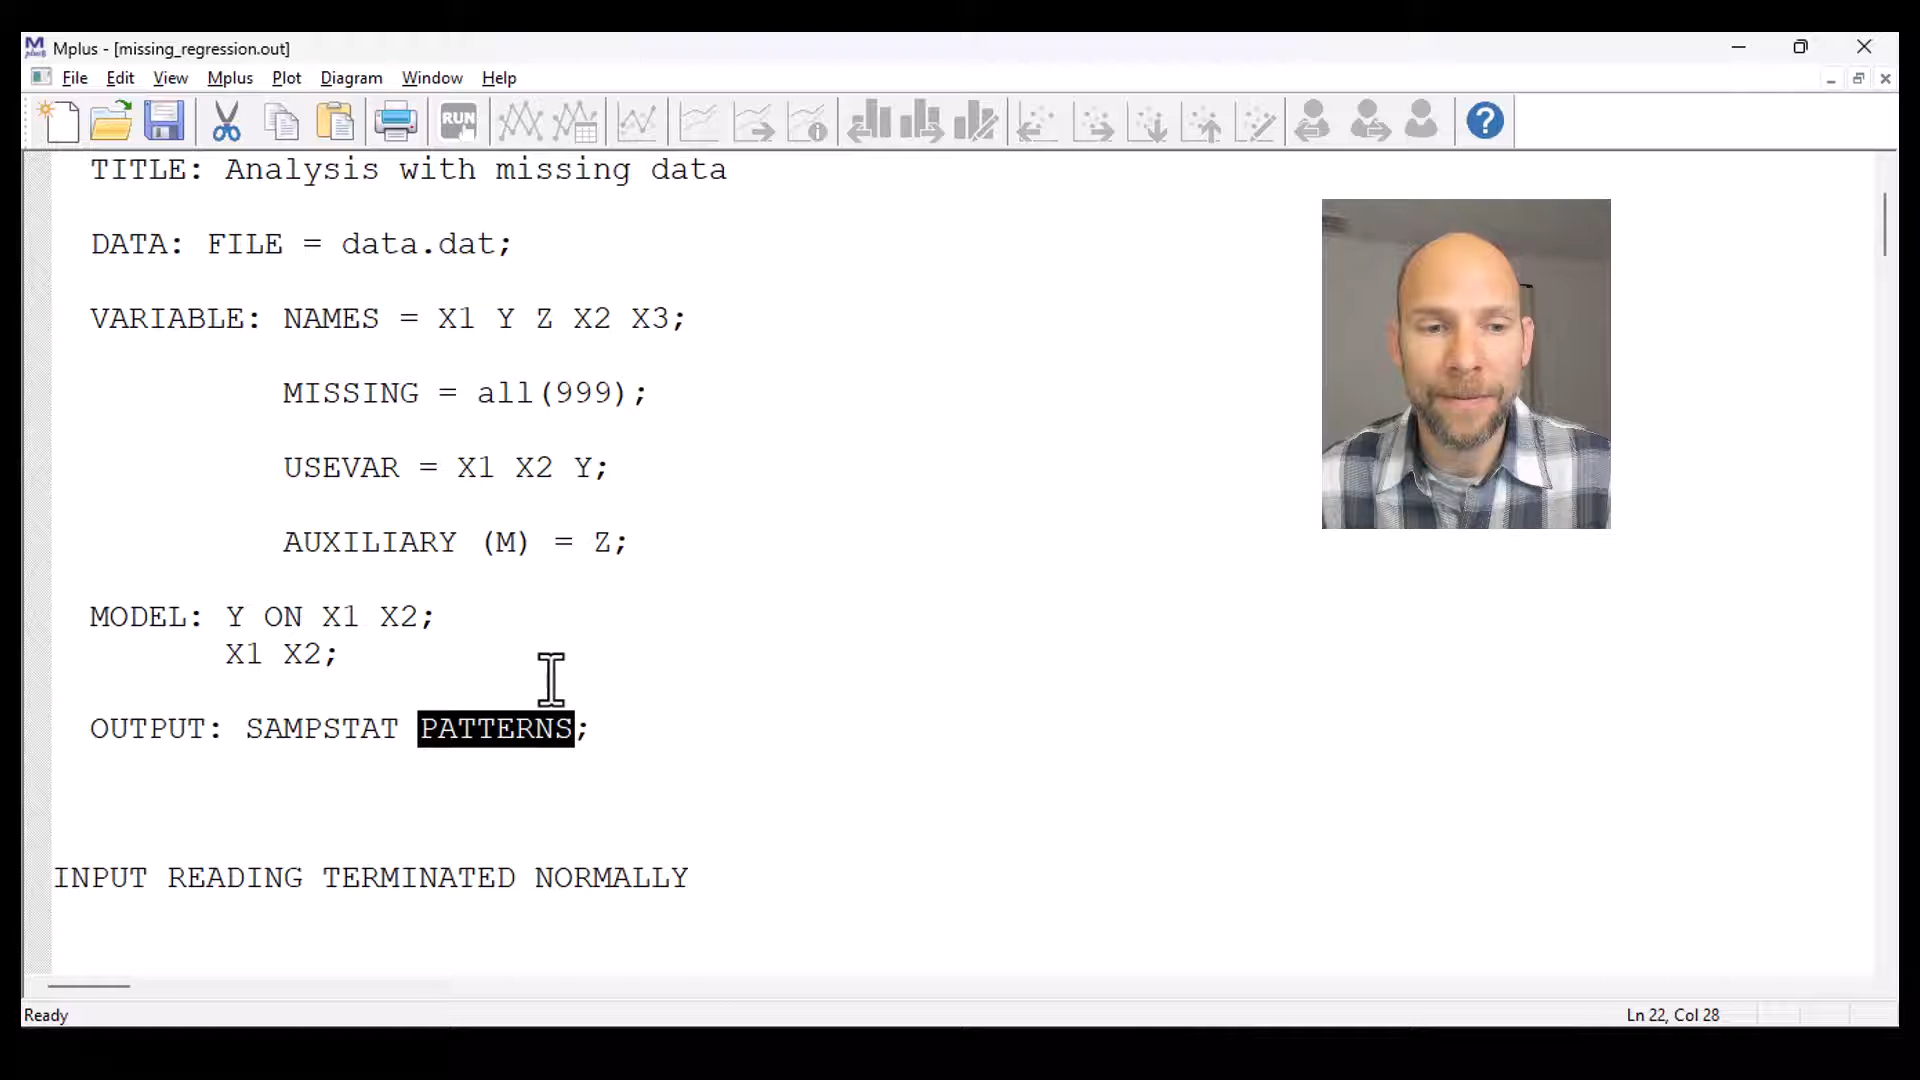 Mplus - [missing_regression.out]
File Edit View Mplus Plot Diagram Window Help
RUN
TITLE: Analysis with missing data
DATA: FILE = data.dat;
VARIABLE: NAMES = X1 Y Z X2 X3;
MISSING = all(999);
USEVAR = X1 X2 Y;
AUXILIARY (M) = Z;
MODEL: Y ON X1 X2;
X1 X2;
OUTPUT: SAMPSTAT PATTERNS;
INPUT READING TERMINATED NORMALLY
Ready
Ln 22, Col 28